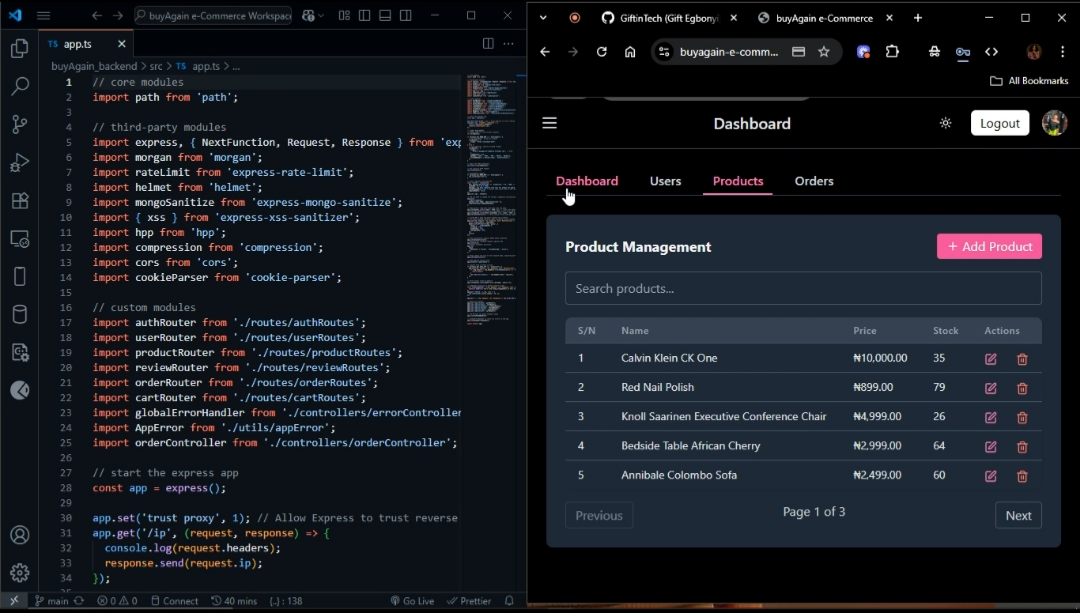 buyAgain e-Commerce Workspace
TS app.ts
buyAgain_backend > src > TS app.ts > ...
1 // core modules
2 import path from 'path';
3
4 // third-party modules
5 import express, { NextFunction, Request, Response } from 'exp
6 import morgan from 'morgan';
7 import rateLimit from 'express-rate-limit';
8 import helmet from 'helmet';
9 import mongoSanitize from 'express-mongo-sanitize';
10 import { xss } from 'express-xss-sanitizer';
11 import hpp from 'hpp';
12 import compression from 'compression';
13 import cors from 'cors';
14 import cookieParser from 'cookie-parser';
15
16 // custom modules
17 import authRouter from './routes/authRoutes';
18 import userRouter from './routes/userRoutes';
19 import productRouter from './routes/productRoutes';
20 import reviewRouter from './routes/reviewRoutes';
21 import orderRouter from './routes/orderRoutes';
22 import cartRouter from './routes/cartRoutes';
23 import globalErrorHandler from './controllers/errorController
24 import AppError from './utils/appError';
25 import orderController from './controllers/orderController';
26
27 // start the express app
28 const app = express();
29
30 app.set('trust proxy', 1); // Allow Express to trust reverse
31 app.get('/ip', (request, response) => {
32 console.log(request.headers);
33 response.send(request.ip);
34 });
main 0 0 Connect 40 mins {..} : 138 Go Live Prettier
GiftinTech (Gift Egbonyi
buyAgain e-Commerce
buyagain-e-comm...
All Bookmarks
Dashboard
Logout
Dashboard Users Products Orders
Product Management
+ Add Product
Search products...
S/N Name Price Stock Actions
1 Calvin Klein CK One ₦10,000.00 35
2 Red Nail Polish ₦899.00 79
3 Knoll Saarinen Executive Conference Chair ₦4,999.00 26
4 Bedside Table African Cherry ₦2,999.00 64
5 Annibale Colombo Sofa ₦2,499.00 60
Previous Page 1 of 3 Next